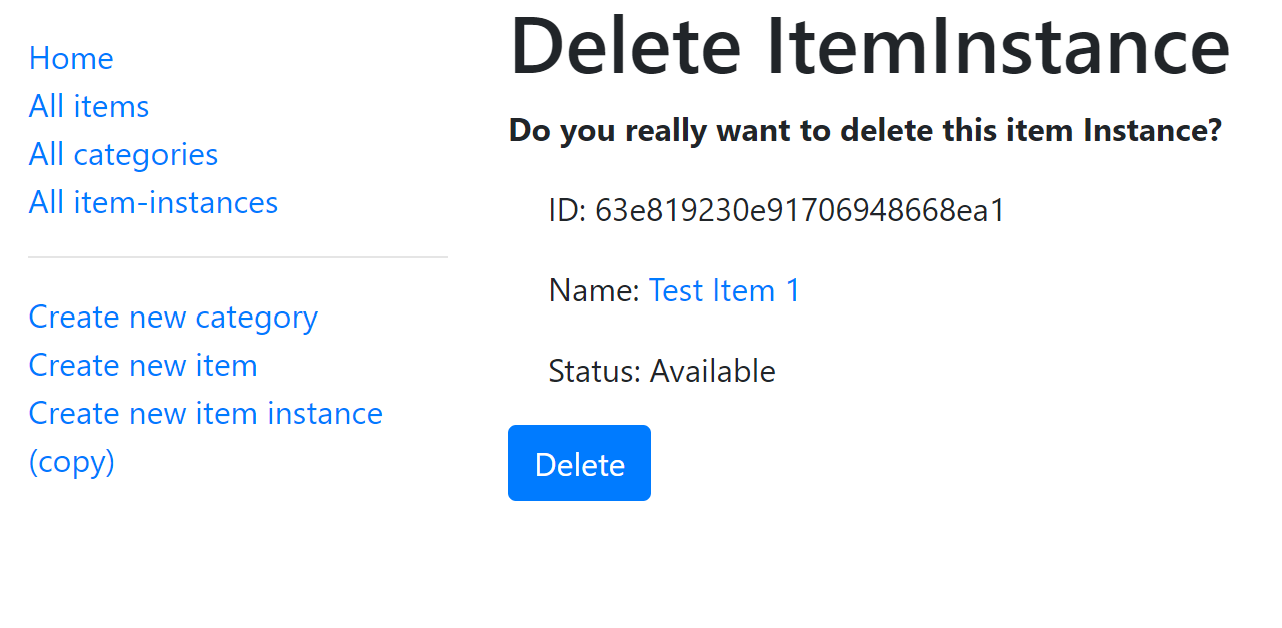 Home
All items
All categories
All item-instances
Create new category
Create new item
Create new item instance
(copy)
Delete ItemInstance
Do you really want to delete this item Instance?
ID: 63e819230e91706948668ea1
Name: Test Item 1
Status: Available
Delete